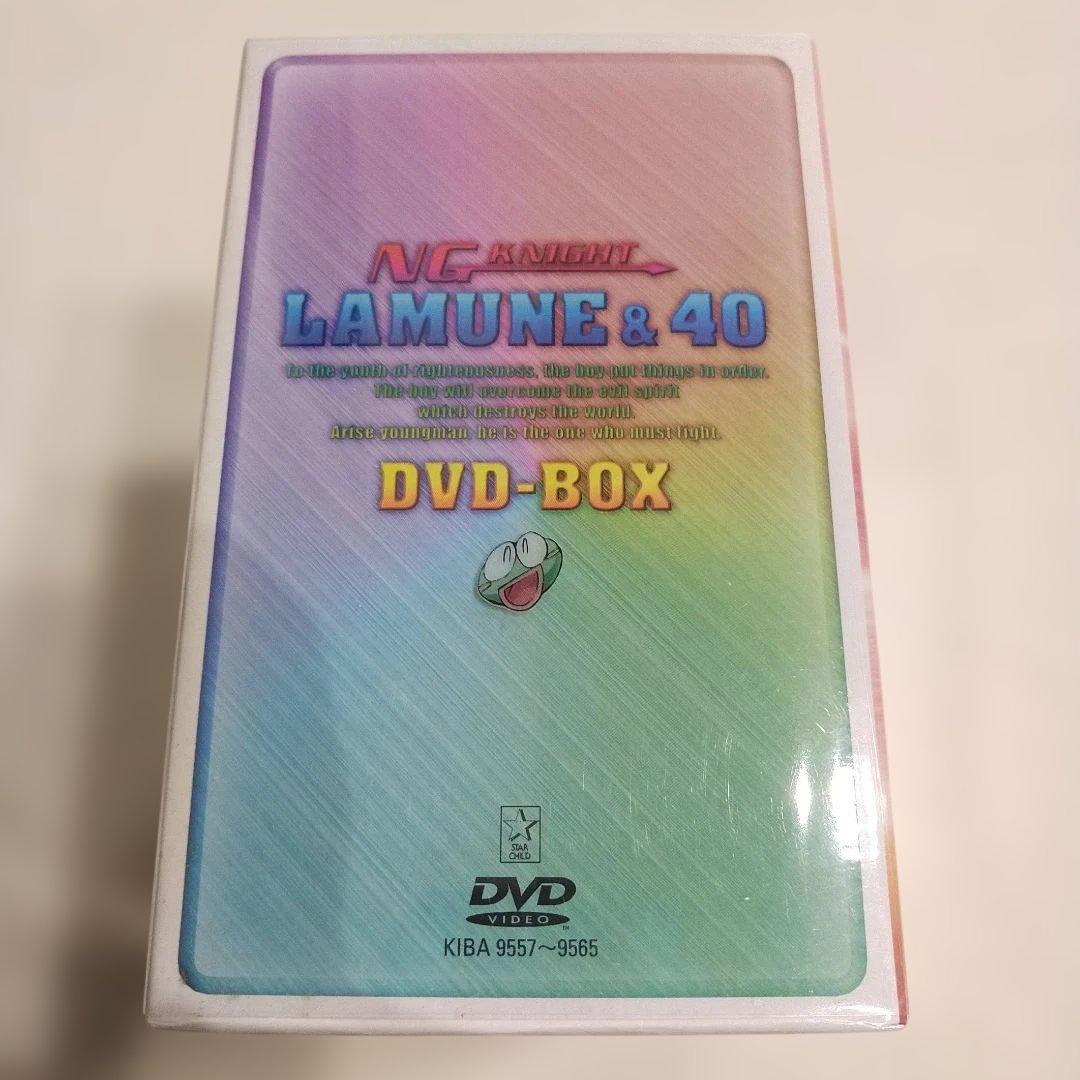 NG KNIGHT
LAMUNE & 40
To the youth of righteousness, the boy put things in order.
The boy will overcome the evil spirit
which destroys the world.
Arise youngman, he is the one who must fight.
DVD-BOX
STAR
CHILD
DVD
VIDEO TM
KIBA 9557〜9565